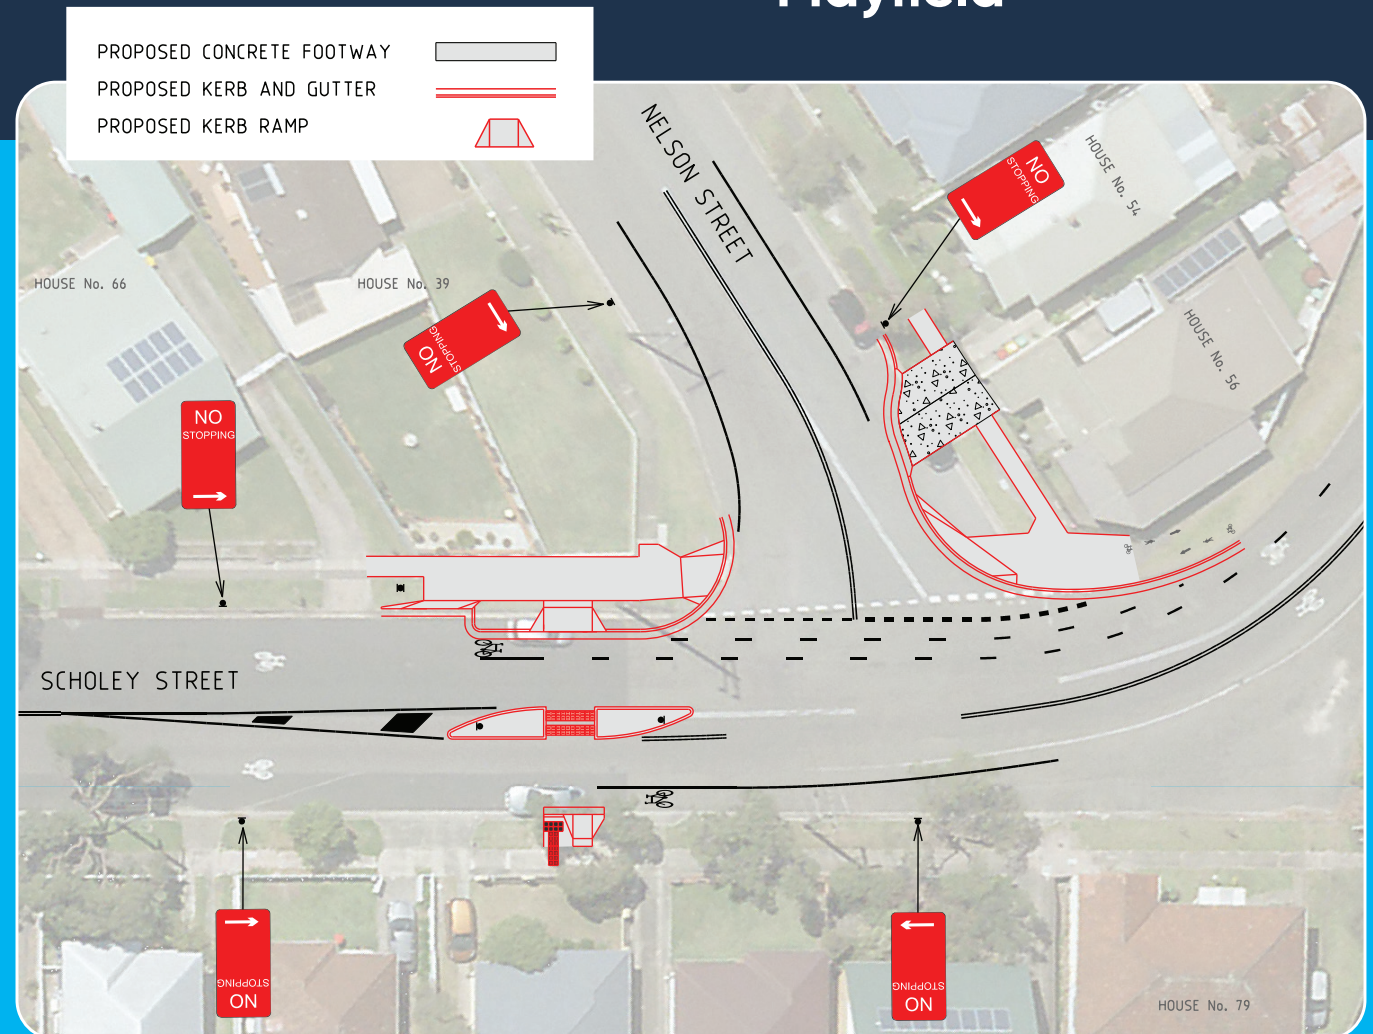 Mayfield
PROPOSED CONCRETE FOOTWAY
PROPOSED KERB AND GUTTER
PROPOSED KERB RAMP
NELSON STREET
NO
STOPPING
HOUSE No. 54
HOUSE No. 66
HOUSE No. 39
NO
STOPPING
HOUSE No. 56
NO
STOPPING
SCHOLEY STREET
NO
STOPPING
NO
STOPPING
HOUSE No. 79